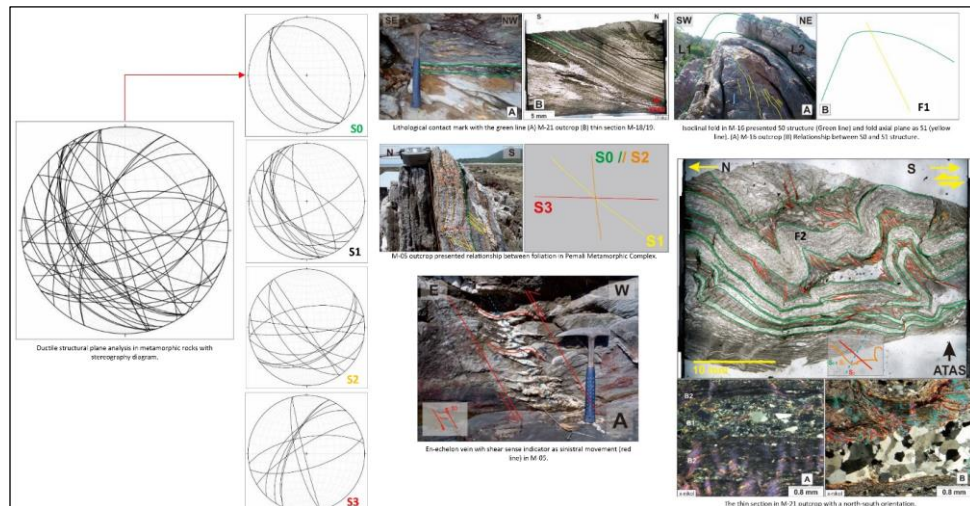 S0
S1
S2
S3
Ductile structural plane analysis in metamorphic rocks with
stereography diagram.
SE NW
A
S N
B
5 mm
Lithological contact mark with the green line (A) M-21 outcrop (B) thin section M-18/19.
SW NE
L1 L2
A
B
F1
Isoclinal fold in M-16 presented S0 structure (Green line) and fold axial plane as S1 (yellow
line). (A) M-16 outcrop (B) Relationship between S0 and S1 structure.
N S
S0 // S2
S3
S1
M-05 outcrop presented relationship between foliation in Pemali Metamorphic Complex.
E W
A
En-echelon vein with shear sense indicator as sinistral movement (red
line) in M-05.
N S
F2
10 mm
ATAS
B2
B1
B2
A
0.8 mm
B
0.8 mm
The thin section in M-21 outcrop with a north-south orientation.